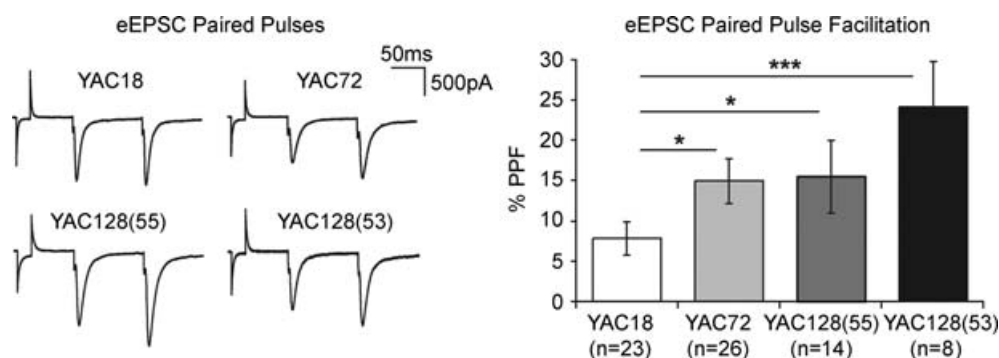 eEPSC Paired Pulses
50ms
500pA
YAC18
YAC72
YAC128(55)
YAC128(53)
eEPSC Paired Pulse Facilitation
% PPF
30
25
20
15
10
5
0
***
*
*
YAC18 YAC72 YAC128(55) YAC128(53)
(n=23) (n=26) (n=14) (n=8)